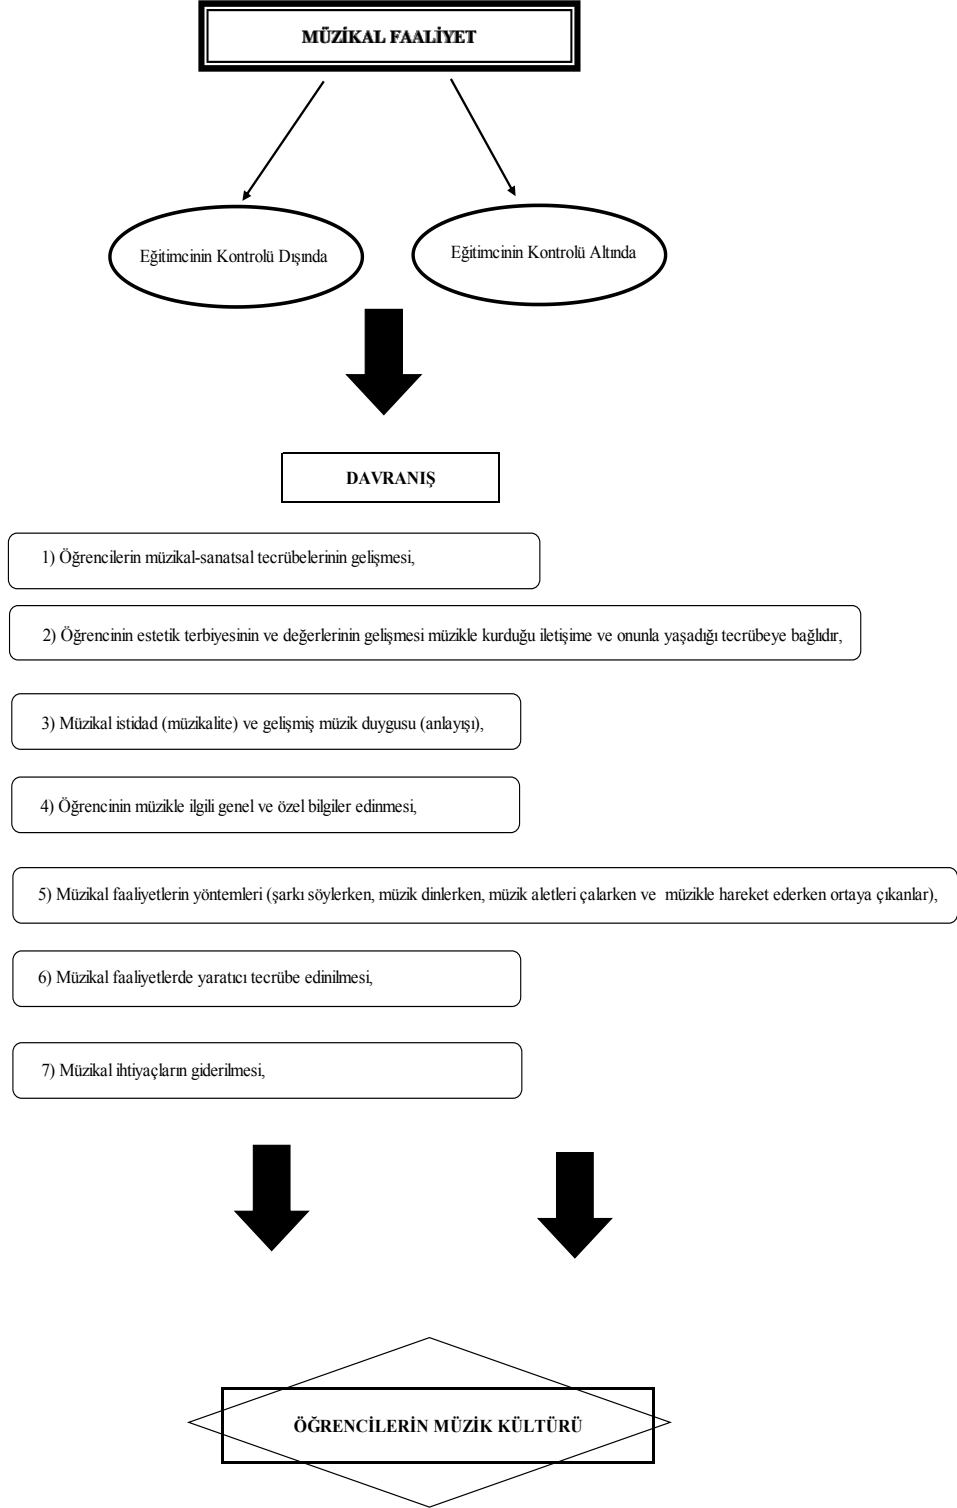 MÜZİKAL FAALİYET
Eğitimcinin Kontrolü Dışında
Eğitimcinin Kontrolü Altında
DAVRANIŞ
1) Öğrencilerin müzikal-sanatsal tecrübelerinin gelişmesi,
2) Öğrencinin estetik terbiyesinin ve değerlerinin gelişmesi müzikle kurduğu iletişime ve onunla yaşadığı tecrübeye bağlıdır,
3) Müzikal istidad (müzikalite) ve gelişmiş müzik duygusu (anlayışı),
4) Öğrencinin müzikle ilgili genel ve özel bilgiler edinmesi,
5) Müzikal faaliyetlerin yöntemleri (şarkı söylerken, müzik dinlerken, müzik aletleri çalarken ve müzikle hareket ederken ortaya çıkanlar),
6) Müzikal faaliyetlerde yaratıcı tecrübe edinilmesi,
7) Müzikal ihtiyaçların giderilmesi,
ÖĞRENCİLERİN MÜZİK KÜLTÜRÜ